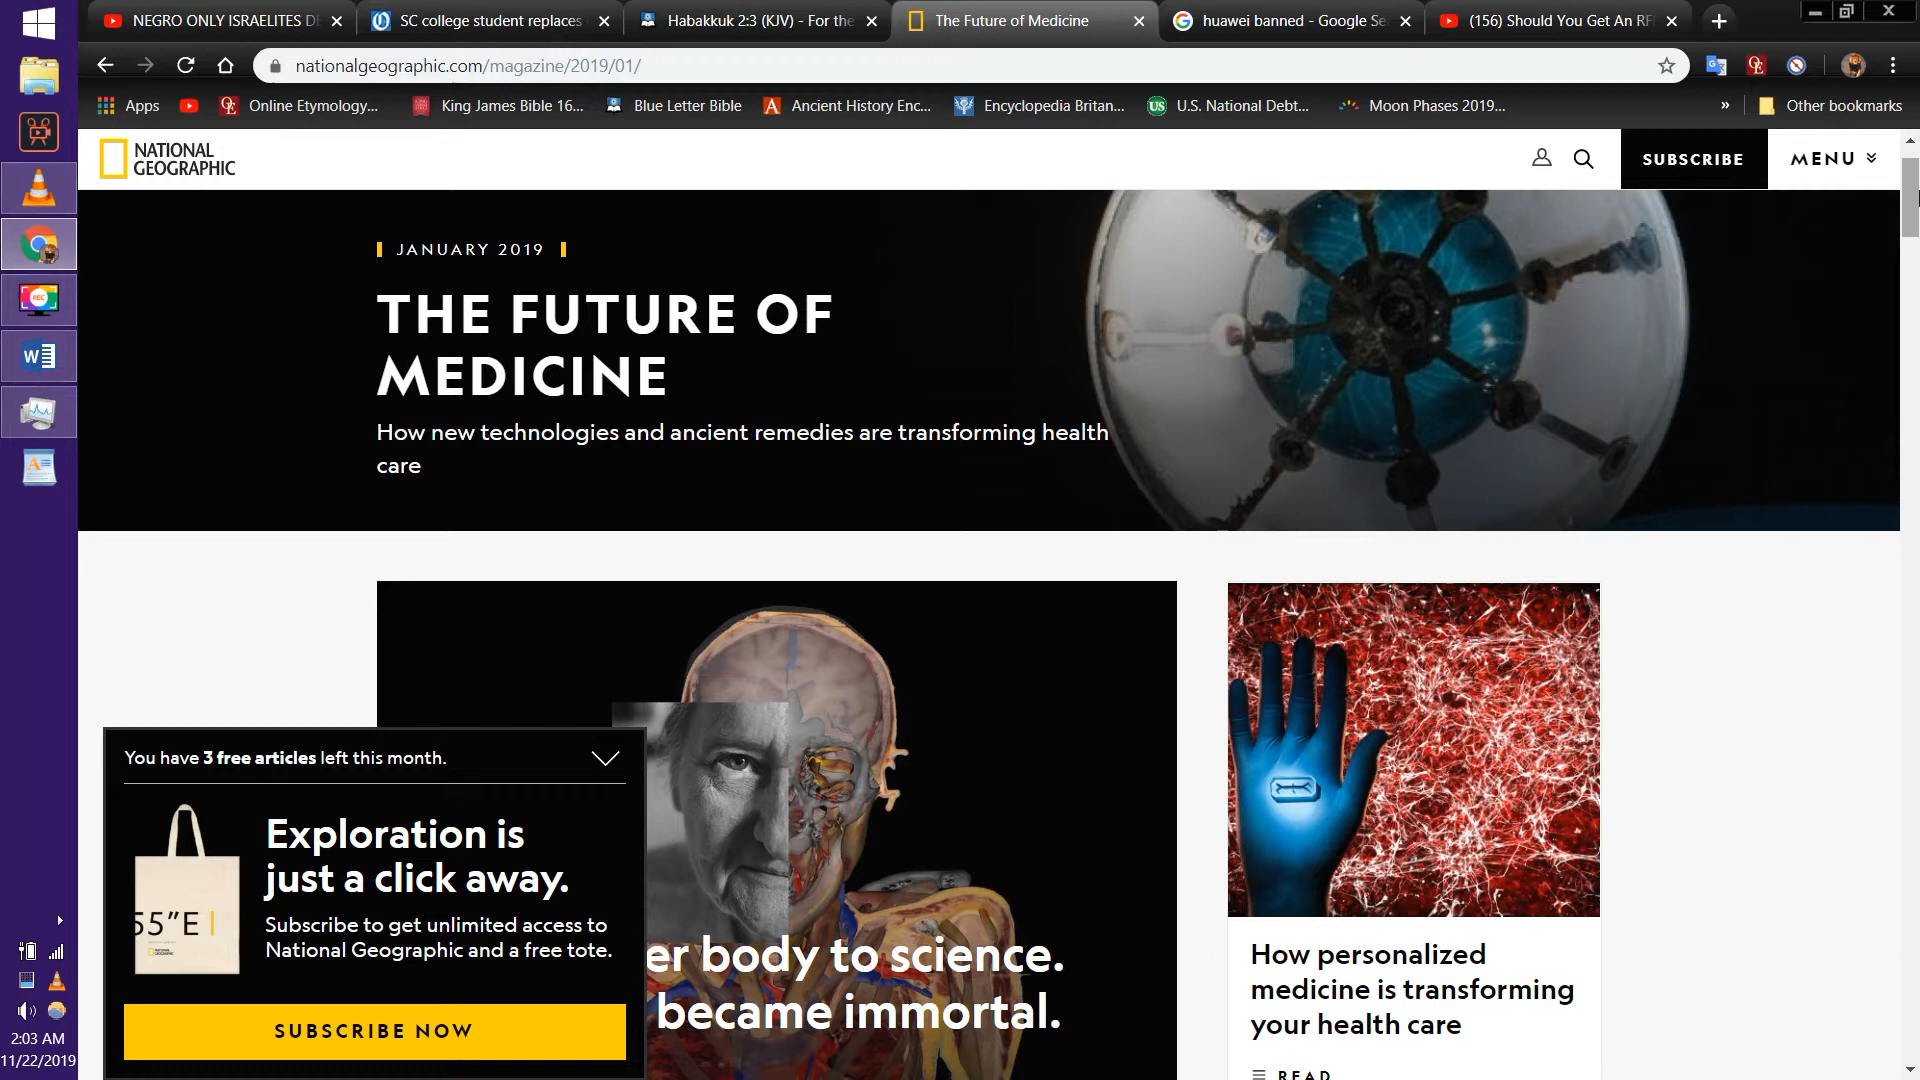 NEGRO ONLY ISRAELITES D
SC college student replaces
Habakkuk 2:3 (KJV) - For the
The Future of Medicine
huawei banned - Google Se
(156) Should You Get An RF
nationalgeographic.com/magazine/2019/01/
Apps
Online Etymology...
King James Bible 16...
Blue Letter Bible
Ancient History Enc...
Encyclopedia Britan...
U.S. National Debt...
Moon Phases 2019...
»
Other bookmarks
NATIONAL
GEOGRAPHIC
SUBSCRIBE
MENU
JANUARY 2019
THE FUTURE OF
MEDICINE
How new technologies and ancient remedies are transforming health
care
You have 3 free articles left this month.
Exploration is
just a click away.
Subscribe to get unlimited access to
National Geographic and a free tote.
55"E
SUBSCRIBE NOW
er body to science.
became immortal.
How personalized
medicine is transforming
your health care
READ
REC
2:03 AM
11/22/2019